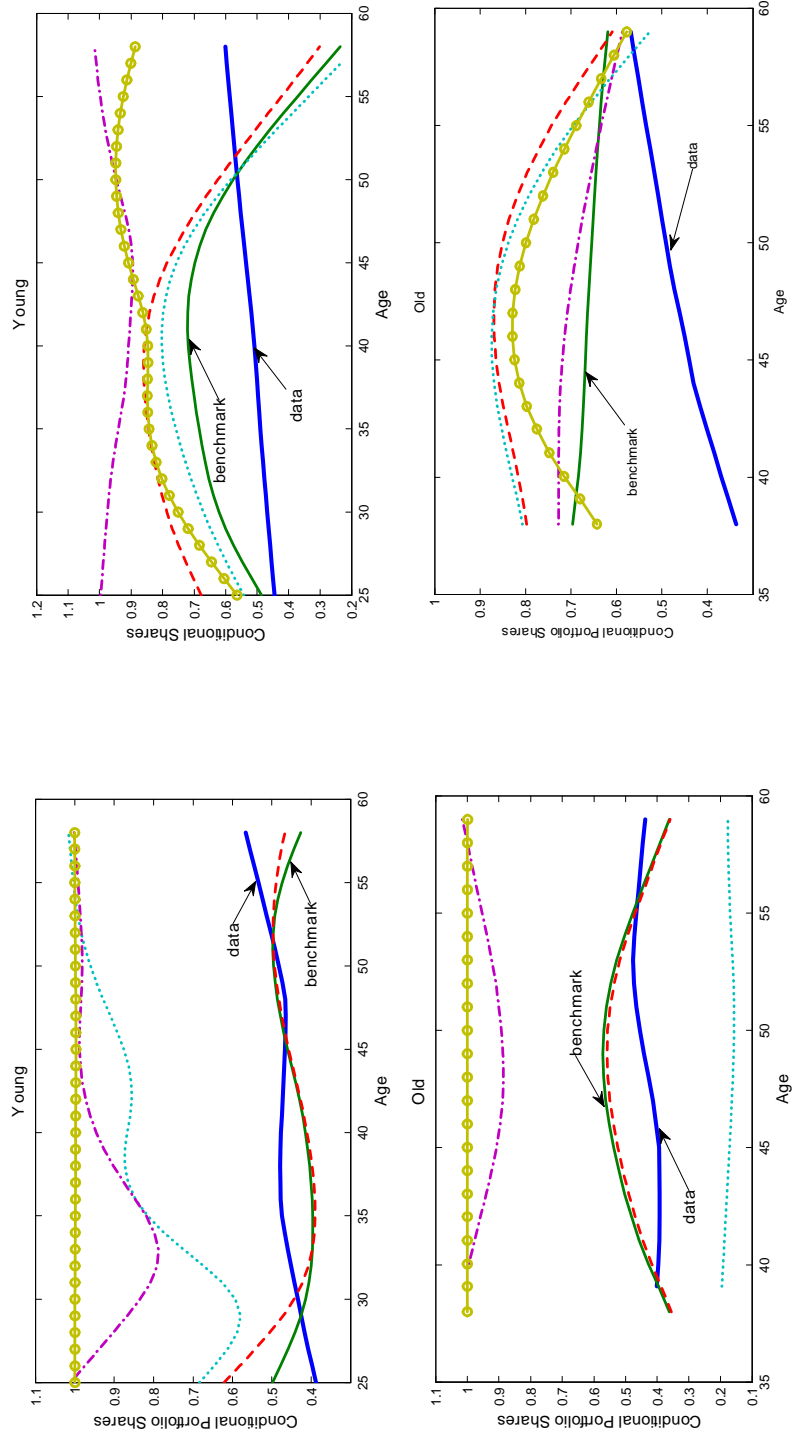 Young
Conditional Portfolio Shares
1.1
1
0.9
0.8
0.7
0.6
0.5
0.4
data
benchmark
25 30 35 40 45 50 55 60
Age
Young
Conditional Shares
1.2
1.1
1
0.9
0.8
0.7
0.6
0.5
0.4
0.3
0.2
benchmark
data
25 30 35 40 45 50 55 60
Age
Old
Conditional Portfolio Shares
1.1
1
0.9
0.8
0.7
0.6
0.5
0.4
0.3
0.2
0.1
benchmark
data
35 40 45 50 55 60
Age
Old
Conditional Portfolio Shares
1
0.9
0.8
0.7
0.6
0.5
0.4
benchmark
data
35 40 45 50 55 60
Age